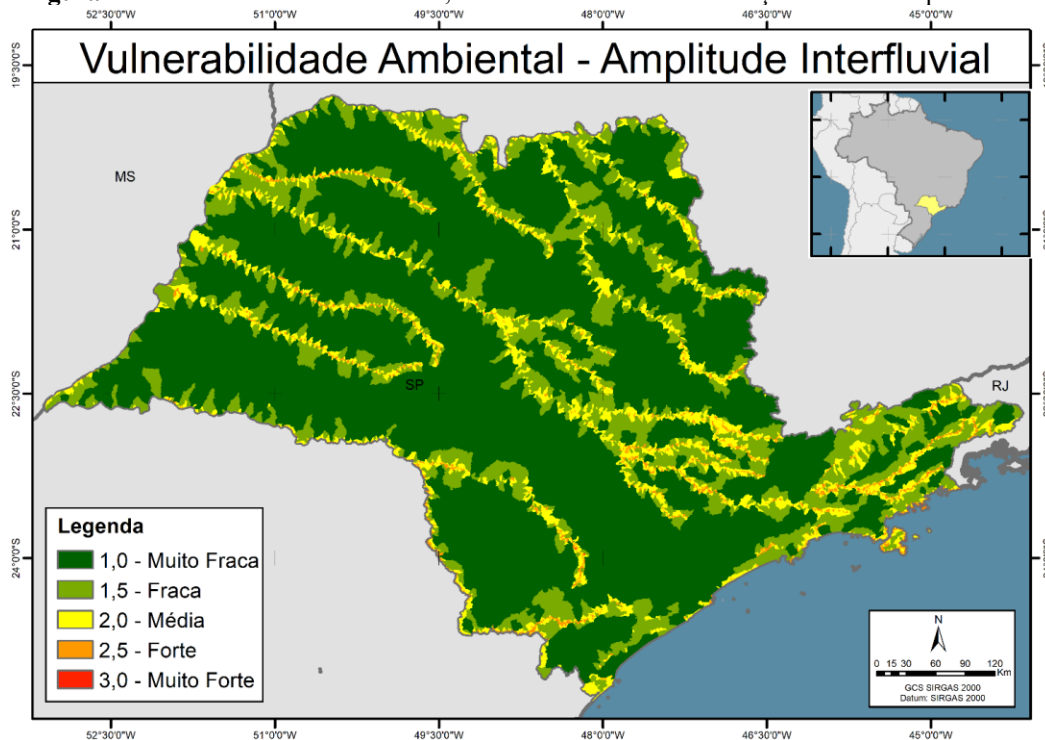 52°30'0"W 51°0'0"W 49°30'0"W 48°0'0"W 46°30'0"W 45°0'0"W
Vulnerabilidade Ambiental - Amplitude Interfluvial
19°30'0"S
MS
21°0'0"S
SP
22°30'0"S
RJ
Legenda
1,0 - Muito Fraca
24°0'0"S
1,5 - Fraca
2,0 - Média
2,5 - Forte
3,0 - Muito Forte
N
0 15 30 60 90 120
Km
GCS SIRGAS 2000
Datum: SIRGAS 2000
52°30'0"W 51°0'0"W 49°30'0"W 48°0'0"W 46°30'0"W 45°0'0"W